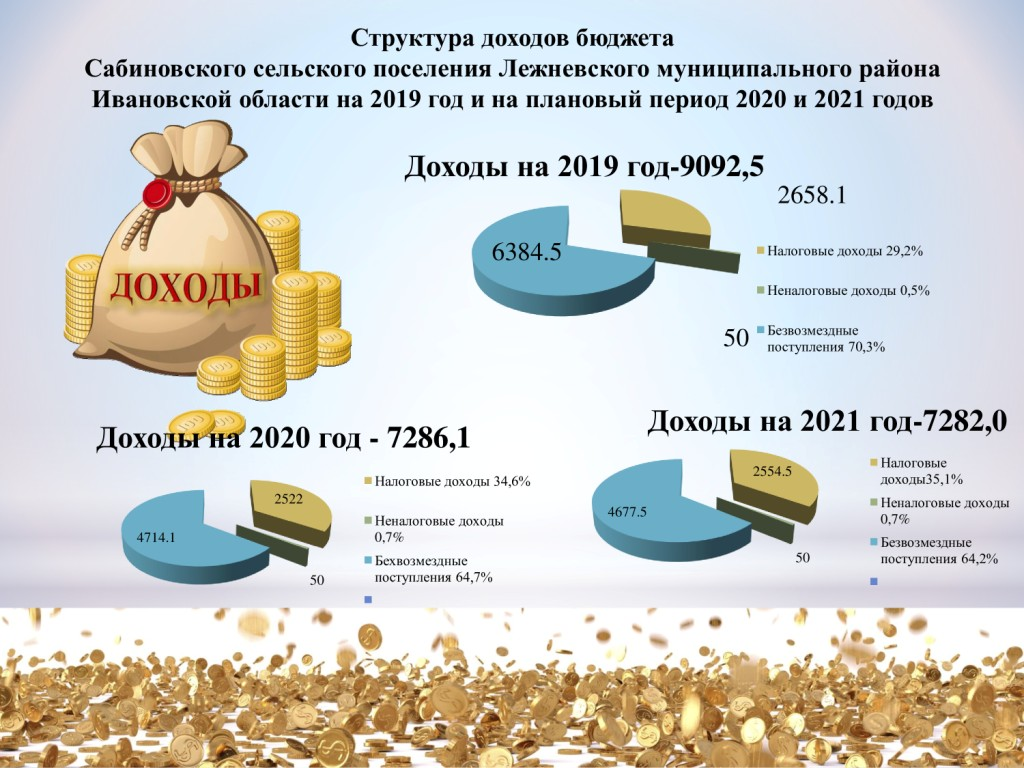 Структура доходов бюджета
Сабиновского сельского поселения Лежневского муниципального района
Ивановской области на 2019 год и на плановый период 2020 и 2021 годов
ДОХОДЫ
Доходы на 2019 год-9092,5
2658.1
6384.5
50
Налоговые доходы 29,2%
Неналоговые доходы 0,5%
Безвозмездные
поступления 70,3%
Доходы на 2020 год - 7286,1
2522
4714.1
50
Налоговые доходы 34,6%
Неналоговые доходы
0,7%
Бехвозмездные
поступления 64,7%
Доходы на 2021 год-7282,0
2554.5
4677.5
50
Налоговые
доходы35,1%
Неналоговые доходы
0,7%
Безвозмездные
поступления 64,2%